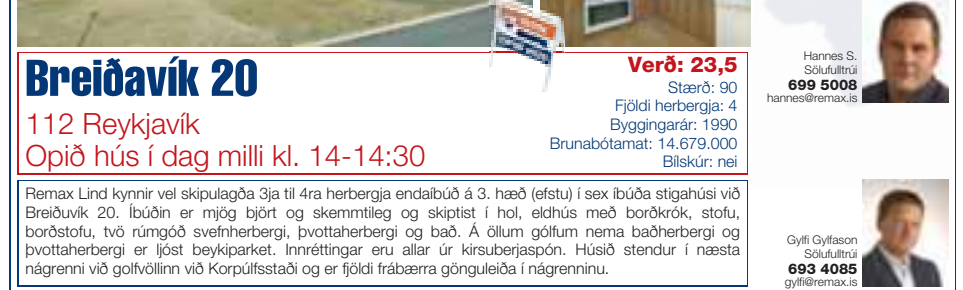 Breiðavík 20
112 Reykjavík
Opið hús í dag milli kl. 14-14:30
Verð: 23,5
Stærð: 90
Fjöldi herbergja: 4
Byggingarár: 1990
Brunabótamat: 14.679.000
Bílskúr: nei
Remax Lind kynnir vel skipulagða 3ja til 4ra herbergja endaíbúð á 3. hæð (efstu) í sex íbúða stigahúsi við
Breiðuvík 20. Íbúðin er mjög björt og skemmtileg og skiptist í hol, eldhús með borðkrók, stofu,
borðstofu, tvö rúmgóð svefnherbergi, þvottaherbergi og bað. Á öllum gólfum nema baðherbergi og
þvottaherbergi er ljóst beykiparket. Innréttingar eru allar úr kirsuberjaspón. Húsið stendur í næsta
nágrenni við golfvöllinn við Korpúlfsstaði og er fjöldi frábærra gönguleiða í nágrenninu.
Hannes S.
Sölufulltrúi
699 5008
hannes@remax.is
Gylfi Gylfason
Sölufulltrúi
693 4085
gylfi@remax.is